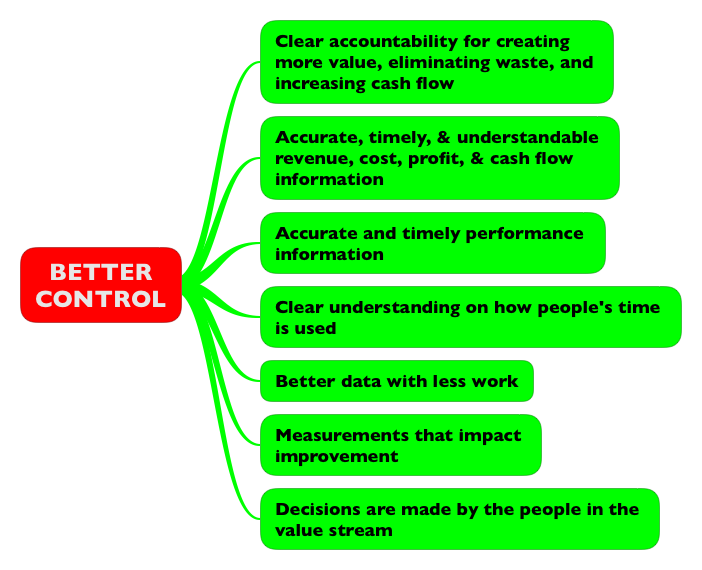 BETTER
CONTROL
Clear accountability for creating
more value, eliminating waste, and
increasing cash flow
Accurate, timely, & understandable
revenue, cost, profit, & cash flow
information
Accurate and timely performance
information
Clear understanding on how people's time
is used
Better data with less work
Measurements that impact
improvement
Decisions are made by the people in the
value stream